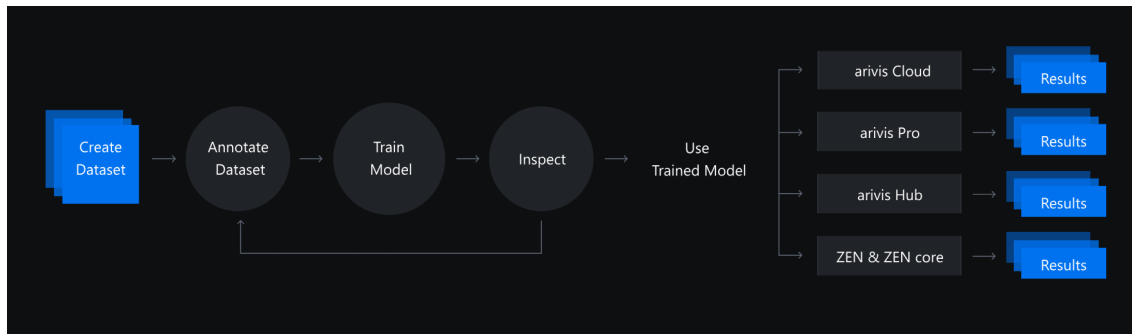 Create
Dataset
Annotate
Dataset
Train
Model
Inspect
Use
Trained Model
arivis Cloud
Results
arivis Pro
Results
arivis Hub
Results
ZEN & ZEN core
Results